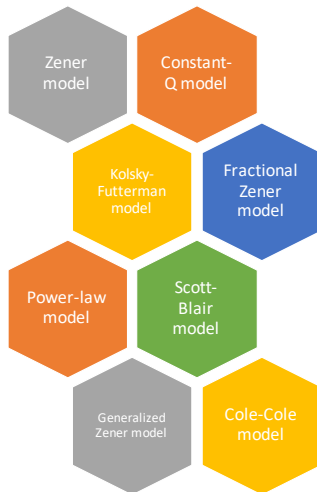 Zener
model
Constant-
Q model
Kolsky-
Futterman
model
Fractional
Zener
model
Power-law
model
Scott-
Blair
model
Generalized
Zener model
Cole-Cole
model